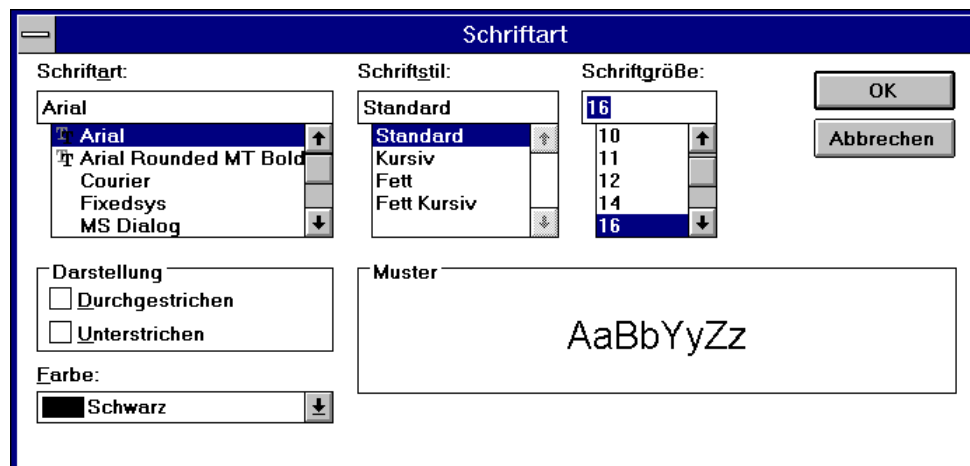 Schriftart
Schriftart: Schriftstil: Schriftgröße:
Arial Standard 16 OK
Arial Standard 10
Arial Rounded MT Bold Kursiv 11 Abbrechen
Courier Fett 12
Fixedsys Fett Kursiv 14
MS Dialog 16
Darstellung Muster
Durchgestrichen
Unterstrichen AaBbYyZz
Farbe:
Schwarz